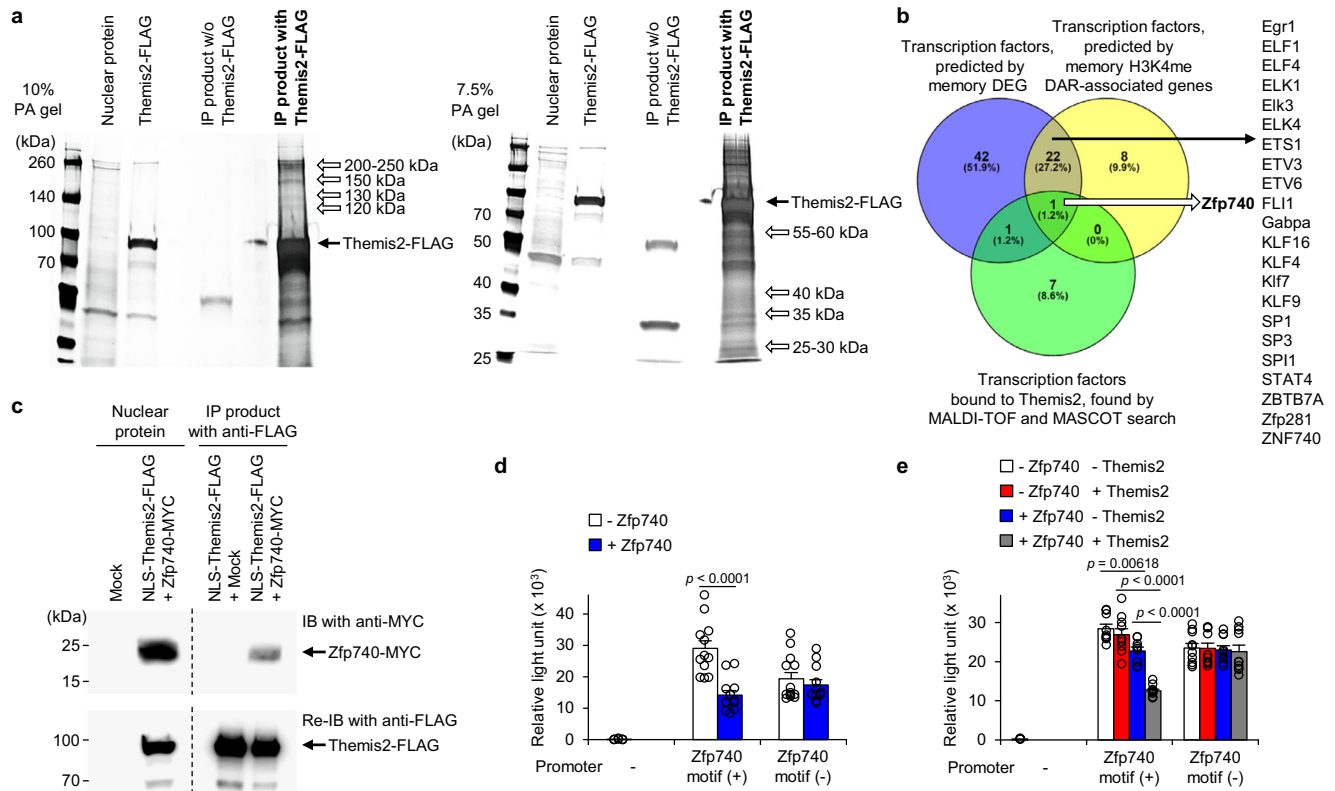 a
10%
PA gel
(kDa)
Nuclear protein
Themis2-FLAG
IP product w/o
Themis2-FLAG
IP product with
Themis2-FLAG
260
140
100
70
200-250 kDa
150 kDa
130 kDa
120 kDa
Themis2-FLAG
7.5%
PA gel
(kDa)
Nuclear protein
Themis2-FLAG
IP product w/o
Themis2-FLAG
IP product with
Themis2-FLAG
70
50
40
35
25
Themis2-FLAG
55-60 kDa
40 kDa
35 kDa
25-30 kDa
b
Transcription factors,
predicted by
memory DEG
Transcription factors,
predicted by
memory H3K4me
DAR-associated genes
42
(51.9%)
22
(27.2%)
8
(9.9%)
1
(1.2%)
Zfp740
1
(1.2%)
0
(0%)
7
(8.6%)
Transcription factors
bound to Themis2, found by
MALDI-TOF and MASCOT search
Egr1
ELF1
ELF4
ELK1
Elk3
ELK4
ETS1
ETV3
ETV6
FLI1
Gabpa
KLF16
KLF4
Klf7
KLF9
SP1
SP3
SPI1
STAT4
ZBTB7A
Zfp281
ZNF740
c
Nuclear
protein
IP product
with anti-FLAG
Mock
NLS-Themis2-FLAG
+ Zfp740-MYC
NLS-Themis2-FLAG
+ Mock
NLS-Themis2-FLAG
+ Zfp740-MYC
(kDa)
25
15
IB with anti-MYC
Zfp740-MYC
100
70
Re-IB with anti-FLAG
Themis2-FLAG
d
- Zfp740
+ Zfp740
p < 0.0001
Relative light unit (x 10³)
40
30
20
10
0
Promoter
-
Zfp740
motif (+)
Zfp740
motif (-)
e
- Zfp740 - Themis2
- Zfp740 + Themis2
+ Zfp740 - Themis2
+ Zfp740 + Themis2
p = 0.00618
p < 0.0001
p < 0.0001
Relative light unit (x 10³)
30
20
10
0
Promoter
-
Zfp740
motif (+)
Zfp740
motif (-)